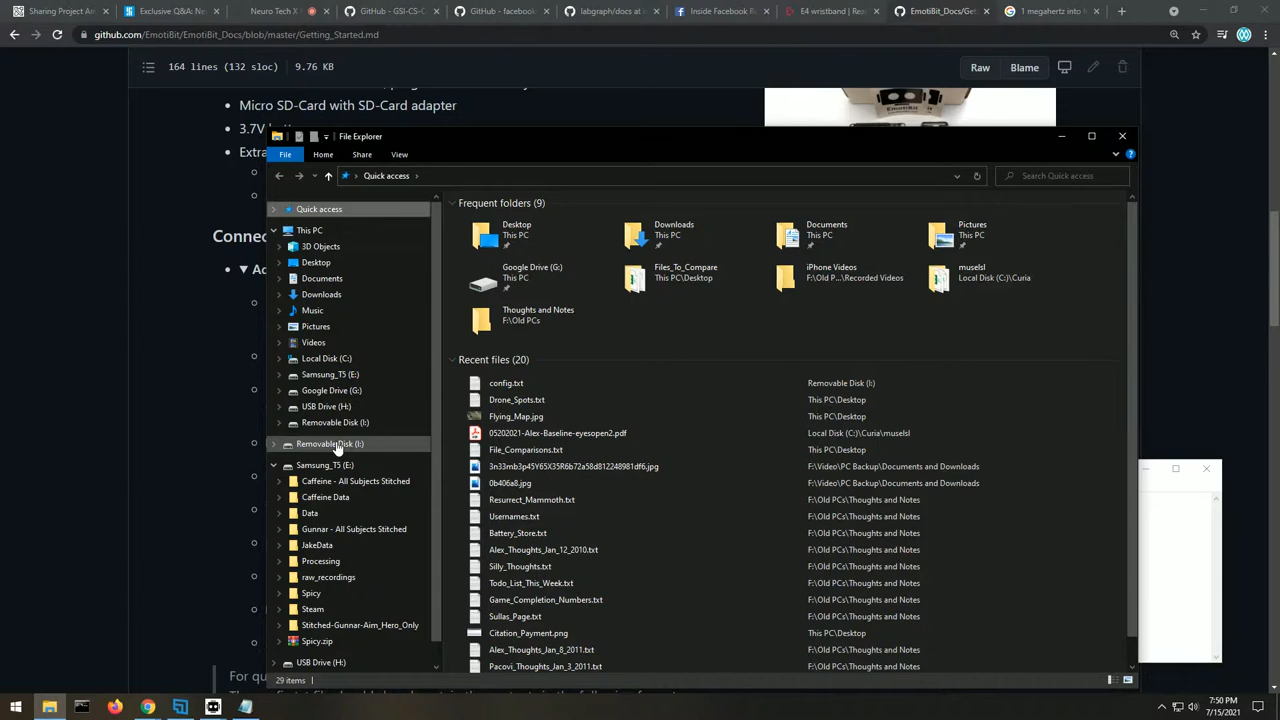 Sharing Project Am
Exclusive Q&A: Ne
Neuro Tech X
GitHub - GSI-CS-C
GitHub - facebook
labgraph/docs at m
Inside Facebook Re
E4 wristband | Rea
EmotiBit_Docs/Get
1 megahertz into h
github.com/EmotiBit/EmotiBit_Docs/blob/master/Getting_Started.md
164 lines (132 sloc) 9.76 KB
Raw
Blame
Micro SD-Card with SD-Card adapter
3.7V
Extra
Connec
Ad
File Explorer
File
Home
Share
View
Quick access
Search Quick access
Quick access
This PC
3D Objects
Desktop
Documents
Downloads
Music
Pictures
Videos
Local Disk (C:)
Samsung_T5 (E:)
Google Drive (G:)
USB Drive (H:)
Removable Disk (I:)
Removable Disk (I:)
Samsung_T5 (E:)
Caffeine - All Subjects Stitched
Caffeine Data
Data
Gunnar - All Subjects Stitched
JakeData
Processing
raw_recordings
Spicy
Steam
Stitched-Gunnar-Aim_Hero_Only
Spicy.zip
USB Drive (H:)
29 items
Frequent folders (9)
Desktop
This PC
Downloads
This PC
Documents
This PC
Pictures
This PC
Google Drive (G:)
This PC
Files_To_Compare
This PC\Desktop
iPhone Videos
F:\Old P...\Recorded Videos
muselsl
Local Disk (C:)\Curia
Thoughts and Notes
F:\Old PCs
Recent files (20)
config.txt Removable Disk (I:)
Drone_Spots.txt This PC\Desktop
Flying_Map.jpg This PC\Desktop
05202021-Alex-Baseline-eyesopen2.pdf Local Disk (C:)\Curia\muselsl
File_Comparisons.txt This PC\Desktop
3n33mb3p45Y65X35R6b72a58d812248981df6.jpg F:\Video\PC Backup\Documents and Downloads
0b406a8.jpg F:\Video\PC Backup\Documents and Downloads
Resurrect_Mammoth.txt F:\Old PCs\Thoughts and Notes
Usernames.txt F:\Old PCs\Thoughts and Notes
Battery_Store.txt F:\Old PCs\Thoughts and Notes
Alex_Thoughts_Jan_12_2010.txt F:\Old PCs\Thoughts and Notes
Silly_Thoughts.txt F:\Old PCs\Thoughts and Notes
Todo_List_This_Week.txt F:\Old PCs\Thoughts and Notes
Game_Completion_Numbers.txt F:\Old PCs\Thoughts and Notes
Sullas_Page.txt F:\Old PCs\Thoughts and Notes
Citation_Payment.png This PC\Desktop
Alex_Thoughts_Jan_8_2011.txt F:\Old PCs\Thoughts and Notes
Pacovi_Thoughts_Jan_3_2011.txt F:\Old PCs\Thoughts and Notes
For qu
7:50 PM
7/15/2021